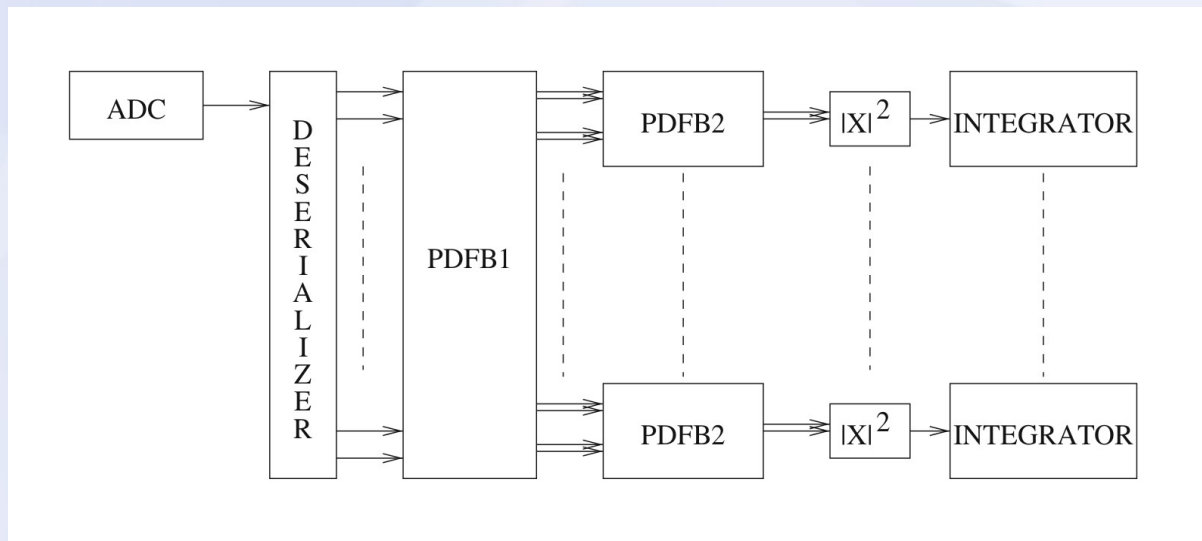 ADC
DESERIALIZER
PDFB1
PDFB2
|X|2
INTEGRATOR
PDFB2
|X|2
INTEGRATOR